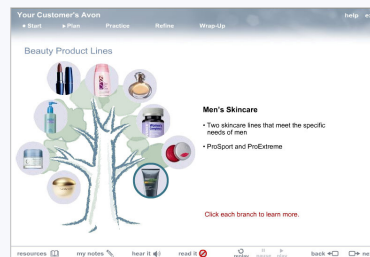 Your Customer's Avon
help
Start Plan Practice Refine Wrap-Up
Beauty Product Lines
Men's Skincare
• Two skincare lines that meet the specific
needs of men
• ProSport and ProExtreme
Click each branch to learn more.
resources my notes hear it read it back